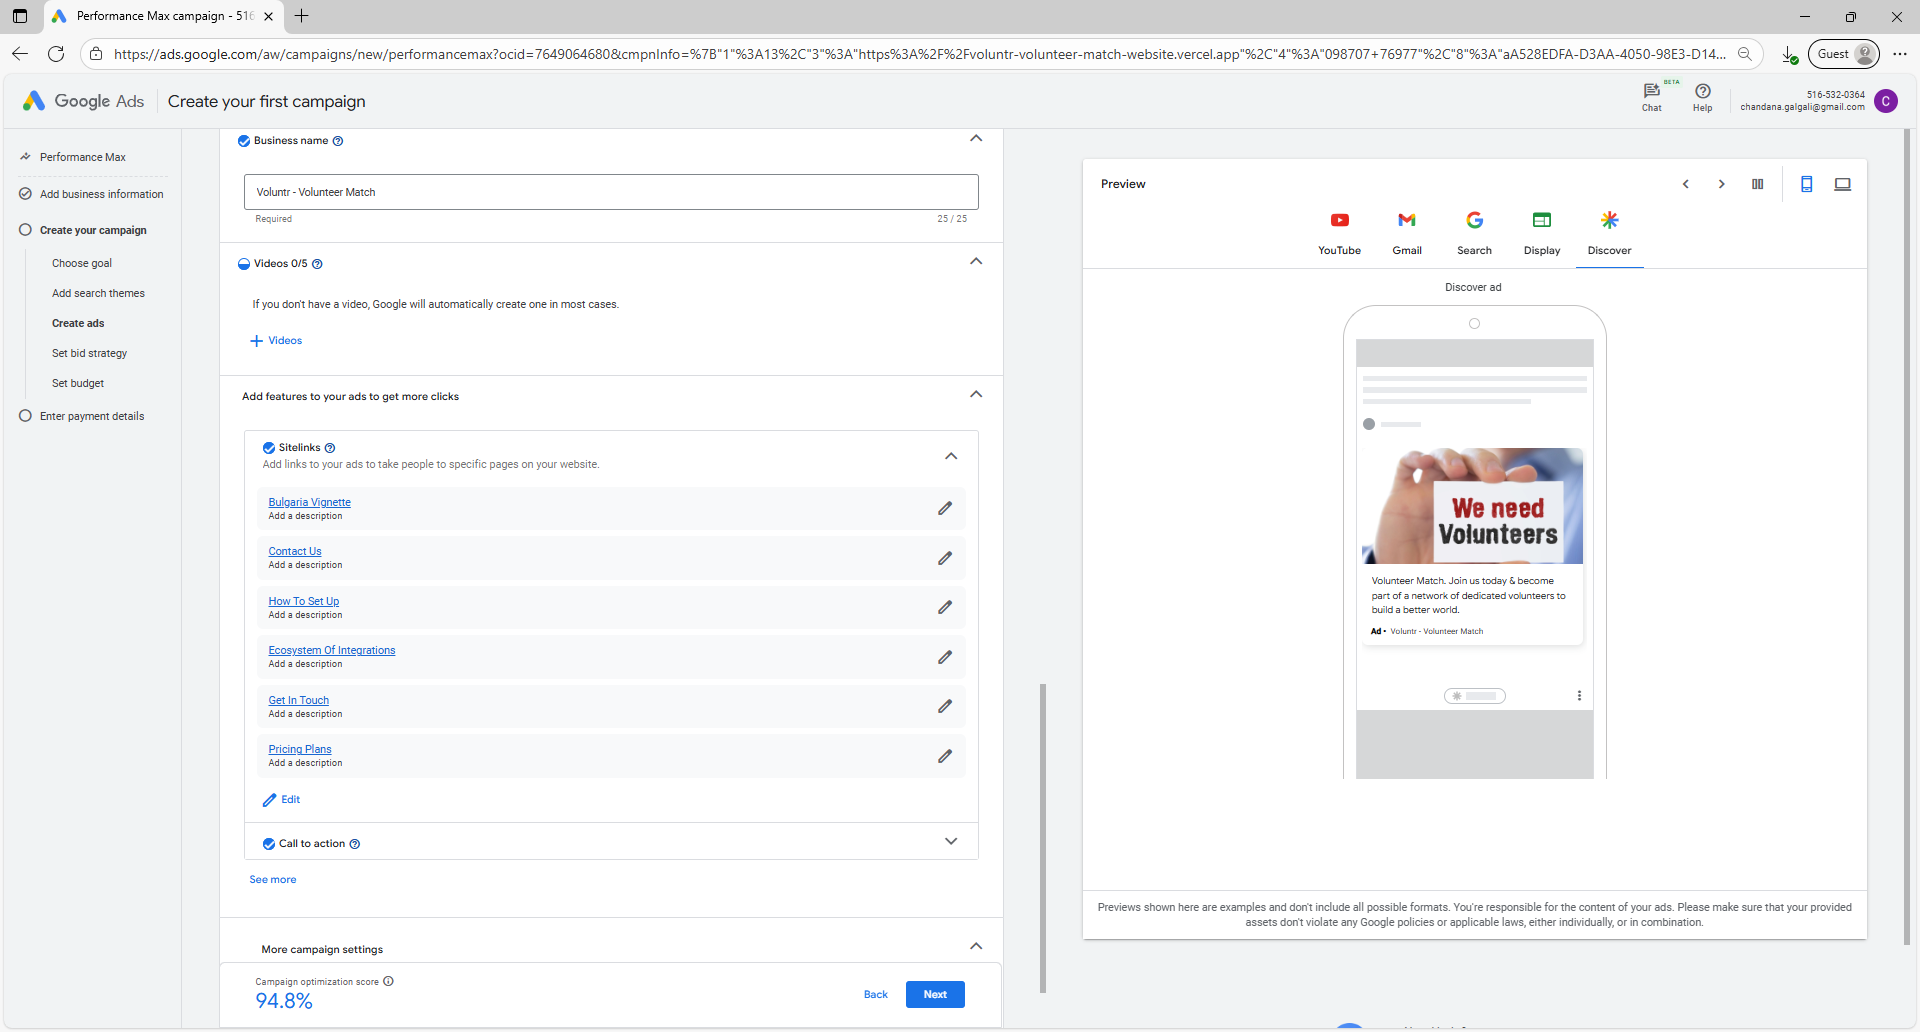 Performance Max campaign - 516
https://ads.google.com/aw/campaigns/new/performancemax?ocid=7649064680&cmpnInfo=%7B"1"%3A13%2C"3"%3A"https%3A%2F%2Fvoluntr-volunteer-match-website.vercel.app"%2C"4"%3A"098707+76977"%2C"8"%3A"aA528EDFA-D3AA-4050-98E3-D14...
Guest
Google Ads
Create your first campaign
Chat
BETA
Help
516-532-0364
chandana.galgali@gmail.com
C
Performance Max
Add business information
Create your campaign
Choose goal
Add search themes
Create ads
Set bid strategy
Set budget
Enter payment details
Business name
Voluntr - Volunteer Match
Required
25 / 25
Videos 0/5
If you don't have a video, Google will automatically create one in most cases.
Videos
Add features to your ads to get more clicks
Sitelinks
Add links to your ads to take people to specific pages on your website.
Bulgaria Vignette
Add a description
Contact Us
Add a description
How To Set Up
Add a description
Ecosystem Of Integrations
Add a description
Get In Touch
Add a description
Pricing Plans
Add a description
Edit
Call to action
See more
More campaign settings
Campaign optimization score
94.8%
Back
Next
Preview
YouTube
Gmail
Search
Display
Discover
Discover ad
We need
Volunteers
Volunteer Match. Join us today & become
part of a network of dedicated volunteers to
build a better world.
Ad • Voluntr - Volunteer Match
Previews shown here are examples and don't include all possible formats. You're responsible for the content of your ads. Please make sure that your provided
assets don't violate any Google policies or applicable laws, either individually, or in combination.